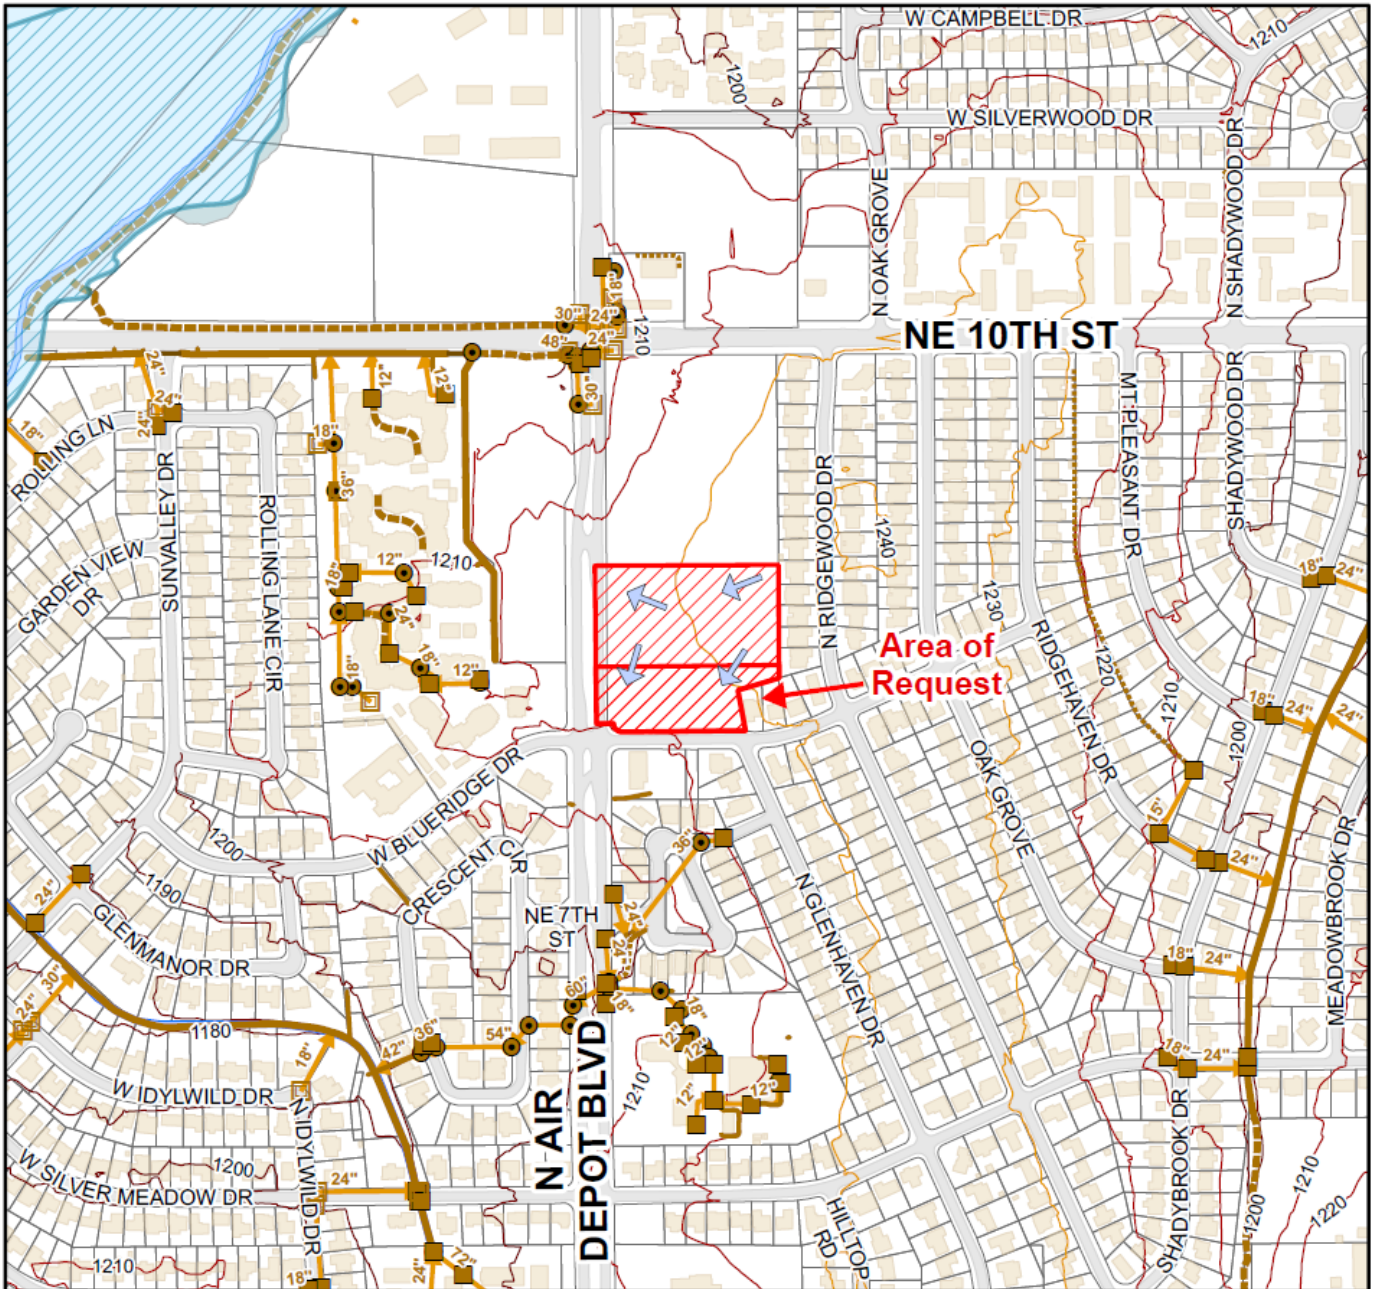 W CAMPBELL DR
1210
1200
W SILVERWOOD DR
N OAK GROVE
N SHADYWOOD DR
18"
30"
24"
1210
NE 10TH ST
48"
24"
24"
12"
12"
30"
24"
24"
18"
ROLLING LN
18"
36"
SUNVALLEY DR
ROLLING LANE CIR
N RIDGEWOOD DR
MT PLEASANT DR
SHADYWOOD DR
1240
GARDEN VIEW
DR
12"
1210
18"
24"
18"
18"
12"
1230
18"
24"
Area of
Request
RIDGEHAVEN DR
1220
1210
18"
24"
1200
OAK GROVE
W BLUERIDGE DR
1200
CRESCENT CIR
36"
15"
24"
MEADOWBROOK DR
24"
1190
GLENMANOR DR
NE 7TH
ST
24"
24"
N GLENHAVEN DR
18"
24"
30"
24"
1180
60"
18"
18"
54"
36"
42"
12"
12"
12"
12"
18"
W IDYLWILD DR
N IDYLWILD DR
N AIR
DEPOT BLVD
1210
18"
24"
SHADYBROOK DR
W SILVER MEADOW DR
1200
24"
HILLTOP
RD
1200
1210
1220
1210
18"
24"
72"